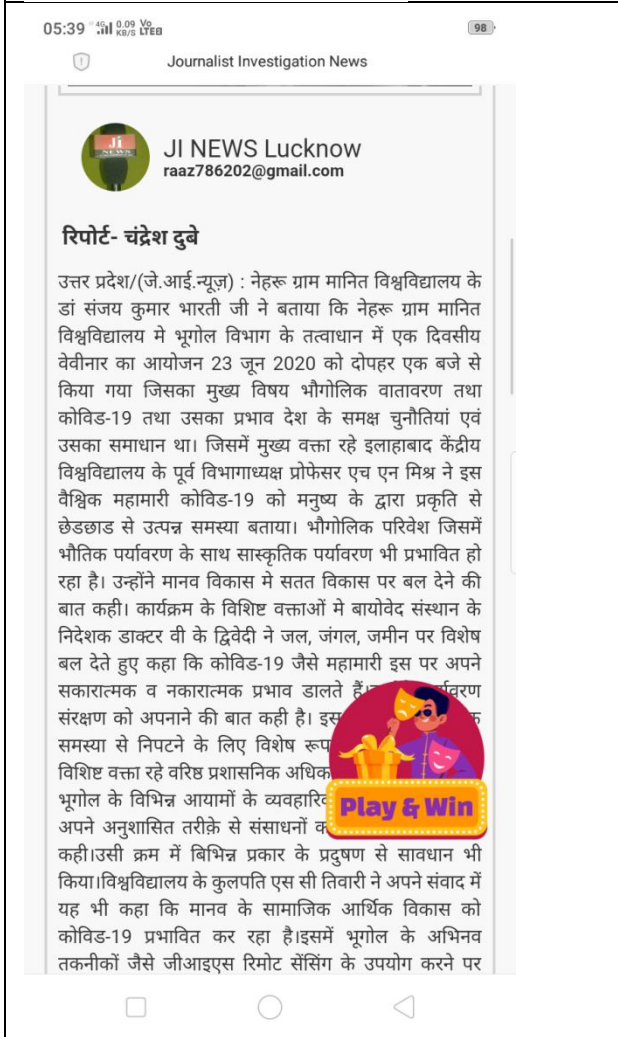 05:39 4G 0.09 KB/S Vo LTE 98
Journalist Investigation News
Ji NEWS
JI NEWS Lucknow
raaz786202@gmail.com
रिपोर्ट- चंद्रेश दुबे
उत्तर प्रदेश/(जे.आई.न्यूज़) : नेहरू ग्राम मानित विश्वविद्यालय के
डां संजय कुमार भारती जी ने बताया कि नेहरू ग्राम मानित
विश्वविद्यालय मे भूगोल विभाग के तत्वाधान में एक दिवसीय
वेवीनार का आयोजन 23 जून 2020 को दोपहर एक बजे से
किया गया जिसका मुख्य विषय भौगोलिक वातावरण तथा
कोविड-19 तथा उसका प्रभाव देश के समक्ष चुनौतियां एवं
उसका समाधान था। जिसमें मुख्य वक्ता रहे इलाहाबाद केंद्रीय
विश्वविद्यालय के पूर्व विभागाध्यक्ष प्रोफेसर एच एन मिश्र ने इस
वैश्विक महामारी कोविड-19 को मनुष्य के द्वारा प्रकृति से
छेडछाड से उत्पन्न समस्या बताया। भौगोलिक परिवेश जिसमें
भौतिक पर्यावरण के साथ सास्कृतिक पर्यावरण भी प्रभावित हो
रहा है। उन्होंने मानव विकास मे सतत विकास पर बल देने की
बात कही। कार्यक्रम के विशिष्ट वक्ताओं मे बायोवेद संस्थान के
निदेशक डाक्टर वी के द्विवेदी ने जल, जंगल, जमीन पर विशेष
बल देते हुए कहा कि कोविड-19 जैसे महामारी इस पर अपने
सकारात्मक व नकारात्मक प्रभाव डालते हैं।
संरक्षण को अपनाने की बात कही है। इस
समस्या से निपटने के लिए विशेष
विशिष्ट वक्ता रहे वरिष्ठ प्रशासनिक
भूगोल के विभिन्न आयामों के
अपने अनुशासित तरीक़े से संसाधनों
Play & Win
कही।उसी क्रम में बिभिन्न प्रकार के प्रदुषण से सावधान भी
किया।विश्वविद्यालय के कुलपति एस सी तिवारी ने अपने संवाद में
यह भी कहा कि मानव के सामाजिक आर्थिक विकास को
कोविड-19 प्रभावित कर रहा है।इसमें भूगोल के अभिनव
तकनीकों जैसे जीआइएस रिमोट सेंसिंग के उपयोग करने पर